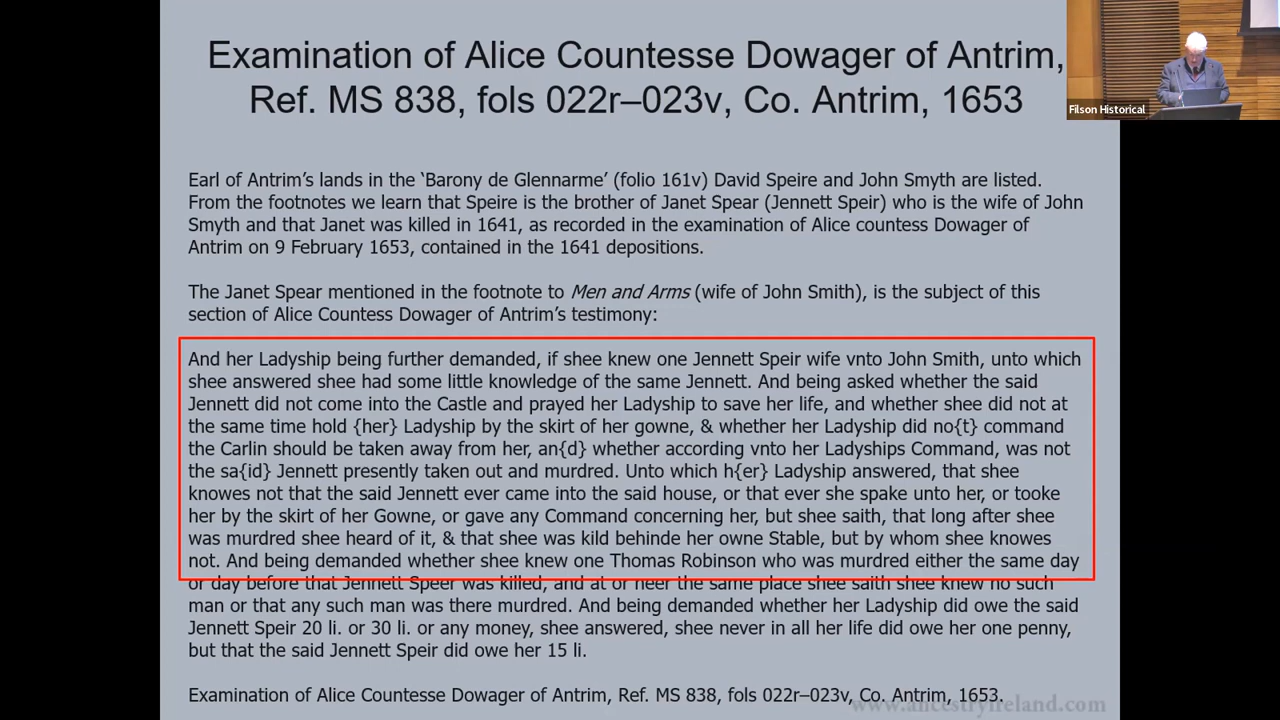 Examination of Alice Countesse Dowager of Antrim,
Ref. MS 838, fols 022r–023v, Co. Antrim, 1653
Filson Historical
Earl of Antrim's lands in the 'Barony de Glennarme' (folio 161v) David Speire and John Smyth are listed.
From the footnotes we learn that Speire is the brother of Janet Spear (Jennett Speir) who is the wife of John
Smyth and that Janet was killed in 1641, as recorded in the examination of Alice countess Dowager of
Antrim on 9 February 1653, contained in the 1641 depositions.
The Janet Spear mentioned in the footnote to Men and Arms (wife of John Smith), is the subject of this
section of Alice Countess Dowager of Antrim's testimony:
And her Ladyship being further demanded, if shee knew one Jennett Speir wife vnto John Smith, unto which
shee answered shee had some little knowledge of the same Jennett. And being asked whether the said
Jennett did not come into the Castle and prayed her Ladyship to save her life, and whether shee did not at
the same time hold {her} Ladyship by the skirt of her gowne, & whether her Ladyship did no{t} command
the Carlin should be taken away from her, an{d} whether according vnto her Ladyships Command, was not
the sa{id} Jennett presently taken out and murdred. Unto which h{er} Ladyship answered, that shee
knowes not that the said Jennett ever came into the said house, or that ever she spake unto her, or tooke
her by the skirt of her Gowne, or gave any Command concerning her, but shee saith, that long after shee
was murdred shee heard of it, & that shee was kild behinde her owne Stable, but by whom shee knowes
not. And being demanded whether shee knew one Thomas Robinson who was murdred either the same day
or day before that Jennett Speer was killed, and at or neer the same place shee saith shee knew no such
man or that any such man was there murdred. And being demanded whether her Ladyship did owe the said
Jennett Speir 20 li. or 30 li. or any money, shee answered, shee never in all her life did owe her one penny,
but that the said Jennett Speir did owe her 15 li.
Examination of Alice Countesse Dowager of Antrim, Ref. MS 838, fols 022r–023v, Co. Antrim, 1653.
www.ancestryireland.com